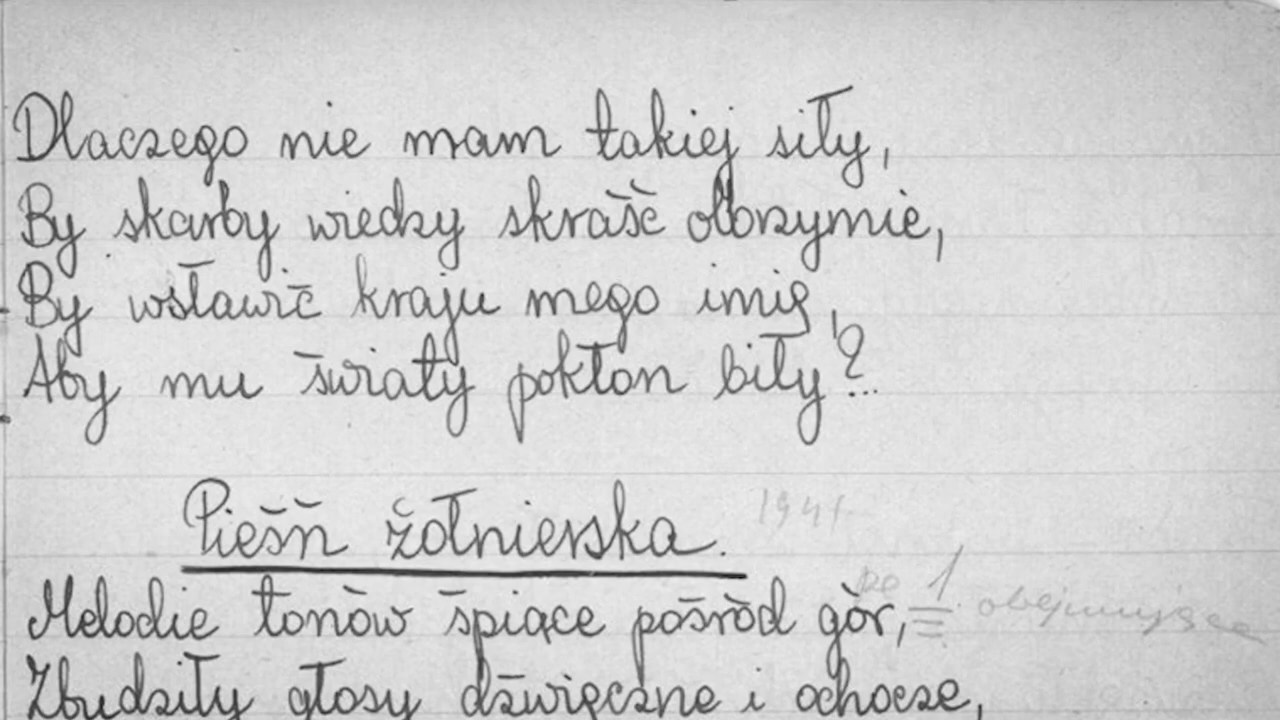 Dlaczego nie mam takiej siły,
By skarby wiedzy skraść olbrzymie,
By wsławić kraju mego imię,
Aby mu światy pokłon biły?...
Pieśń żołnierska. 1941
Melodie tonów śpiące pośród gór, 1 obejmujące
Zbudziły głosy dźwięczne i ochocze,